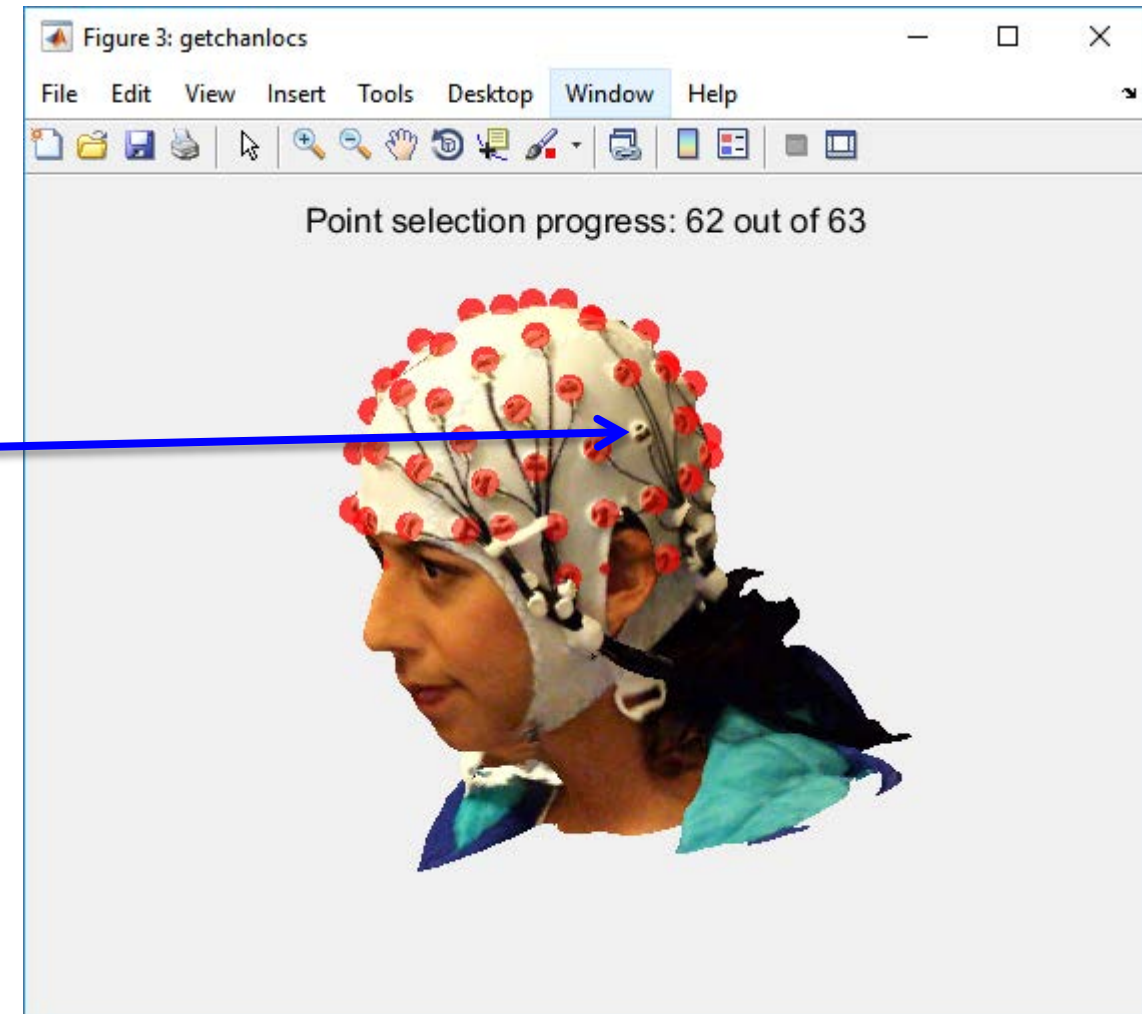 Figure 3: getchanlocs
File Edit View Insert Tools Desktop Window Help
Point selection progress: 62 out of 63